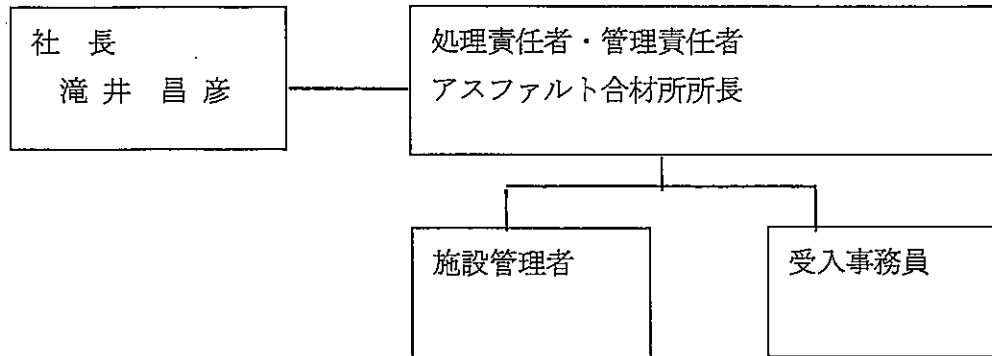 社 長
滝井 昌彦
処理責任者・管理責任者
アスファルト合材所所長
施設管理者
受入事務員